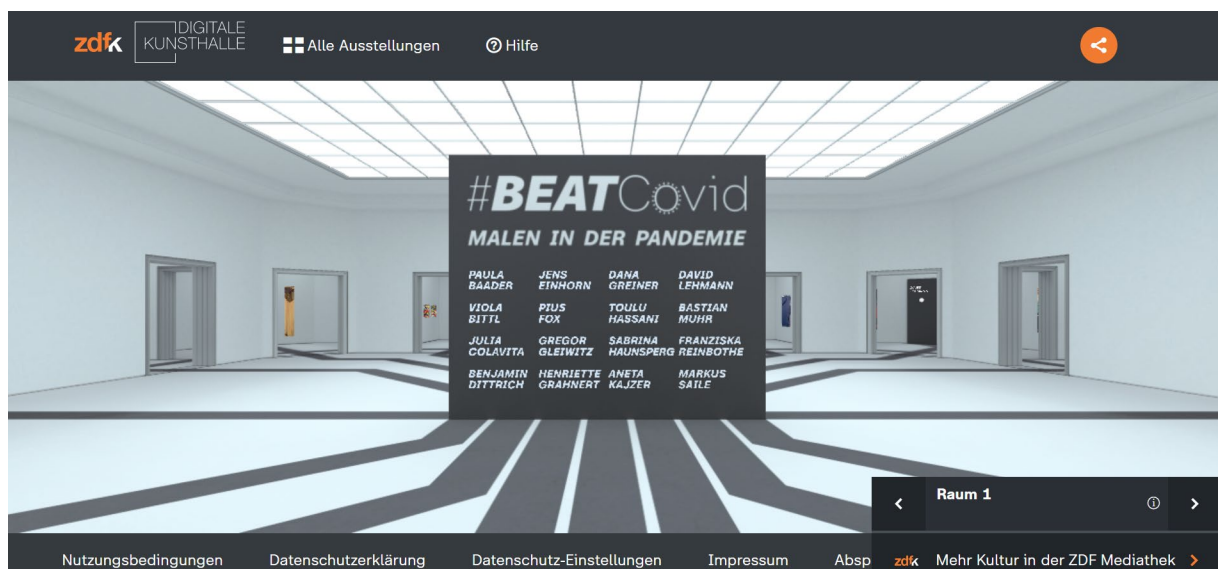 zdfk
DIGITALE
KUNSTHALLE
Alle Ausstellungen
Hilfe
#BEATCovid
MALEN IN DER PANDEMIE
PAULA BAADER
JENS EINHORN
DANA GREINER
DAVID LEHMANN
VIOLA BITTL
PIUS FOX
TOULU HASSANI
BASTIAN MUHR
JULIA COLAVITA
GREGOR GLEIWITZ
SABRINA HAUNSPERG
FRANZISKA REINBOTHE
BENJAMIN DITTRICH
HENRIETTE GRAHNERT
ANETA KAJZER
MARKUS SAILE
Raum 1
Nutzungsbedingungen
Datenschutzerklärung
Datenschutz-Einstellungen
Impressum
Absp
zdfk
Mehr Kultur in der ZDF Mediathek